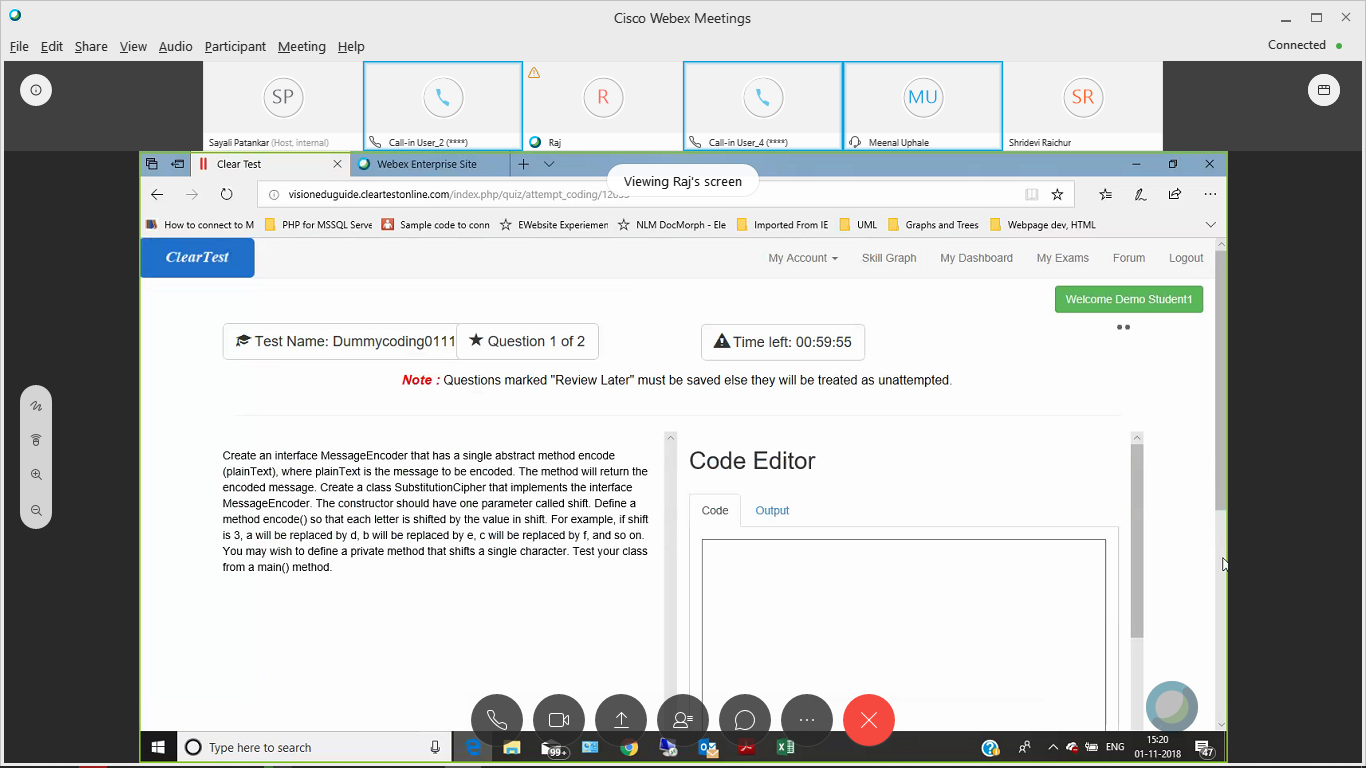 Cisco Webex Meetings
File Edit Share View Audio Participant Meeting Help
Connected
SP
R
MU
SR
Sayali Patankar (Host, internal)
Call-in User_2 (****)
Raj
Call-in User_4 (****)
Meenal Uphale
Shridevi Raichur
Clear Test
Webex Enterprise Site
Viewing Raj's screen
visioneduguide.cleartestonline.com/index.php/quiz/attempt_coding/
How to connect to M
PHP for MSSQL Serve
Sample code to conn
EWebsite Experiemen
NLM DocMorph - Ele
Imported From IE
UML
Graphs and Trees
Webpage dev, HTML
ClearTest
My Account
Skill Graph
My Dashboard
My Exams
Forum
Logout
Welcome Demo Student1
Test Name: Dummycoding0111
Question 1 of 2
Time left: 00:59:55
Note : Questions marked "Review Later" must be saved else they will be treated as unattempted.
Create an interface MessageEncoder that has a single abstract method encode
(plainText), where plainText is the message to be encoded. The method will return the
encoded message. Create a class SubstitutionCipher that implements the interface
MessageEncoder. The constructor should have one parameter called shift. Define a
method encode() so that each letter is shifted by the value in shift. For example, if shift
is 3, a will be replaced by d, b will be replaced by e, c will be replaced by f, and so on.
You may wish to define a private method that shifts a single character. Test your class
from a main() method.
Code Editor
Code
Output
Type here to search
99+
ENG
15:20
01-11-2018
47